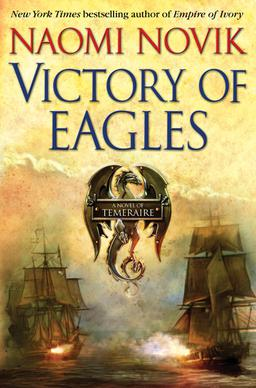 New York Times bestselling author of Empire of Ivory
NAOMI NOVIK
VICTORY OF
EAGLES
A NOVEL OF
TEMERAIRE